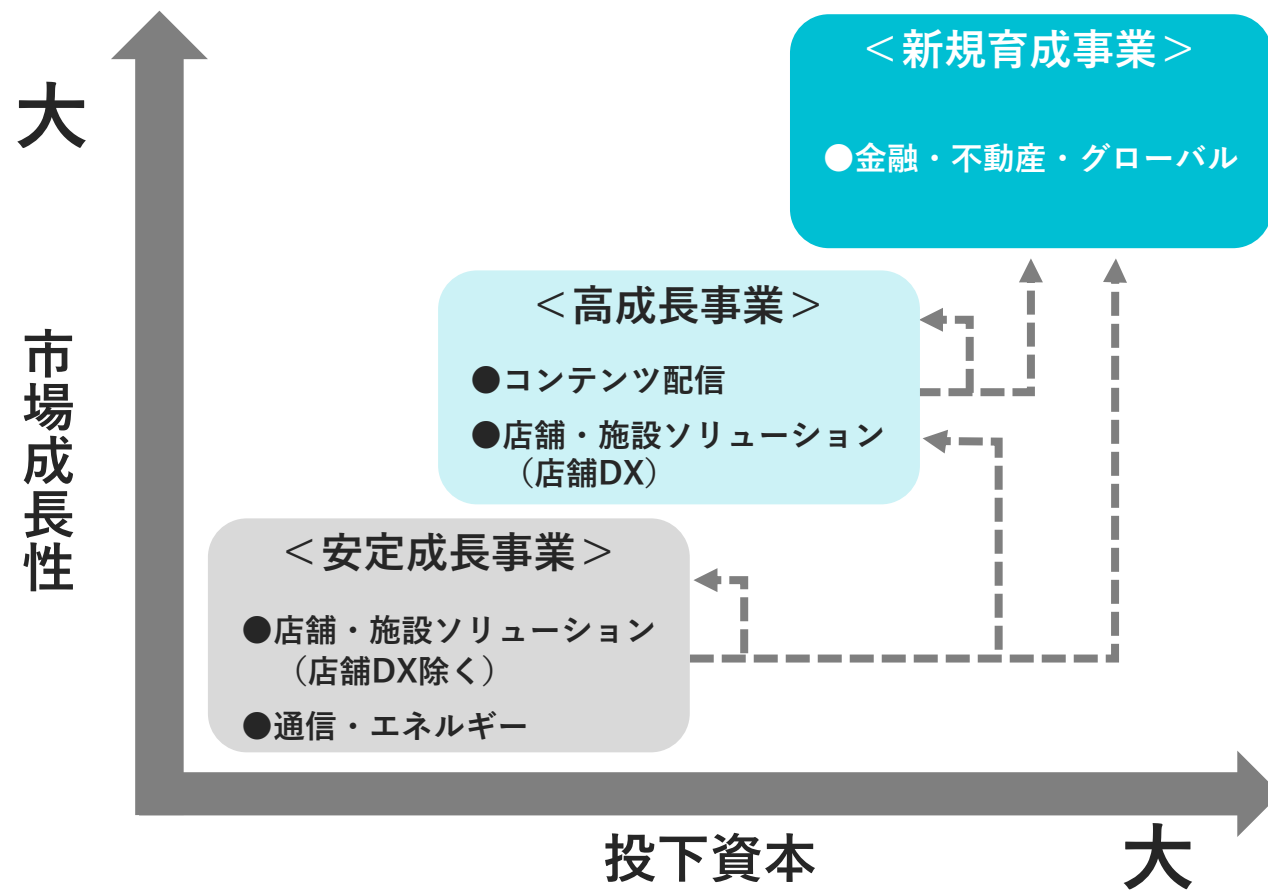 大
市場成長性
＜新規育成事業＞
●金融・不動産・グローバル
＜高成長事業＞
●コンテンツ配信
●店舗・施設ソリューション
（店舗DX）
＜安定成長事業＞
●店舗・施設ソリューション
（店舗DX除く）
●通信・エネルギー
投下資本
大